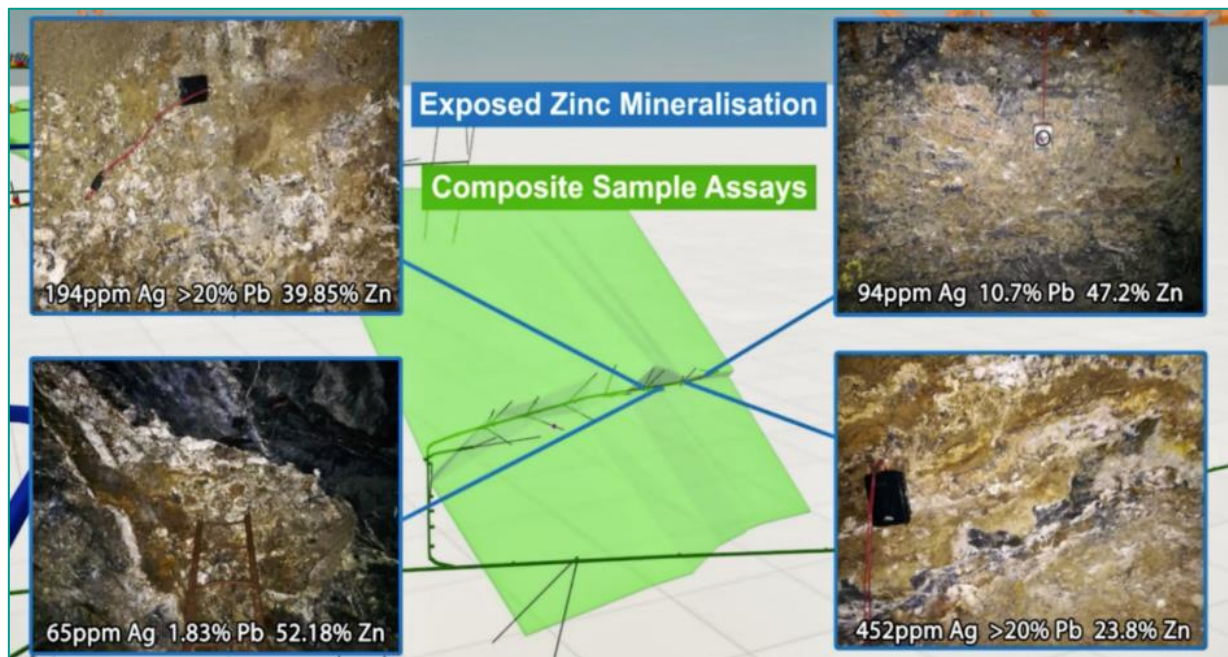 Exposed Zinc Mineralisation
Composite Sample Assays
194ppm Ag >20% Pb 39.85% Zn
94ppm Ag 10.7% Pb 47.2% Zn
65ppm Ag 1.83% Pb 52.18% Zn
452ppm Ag >20% Pb 23.8% Zn